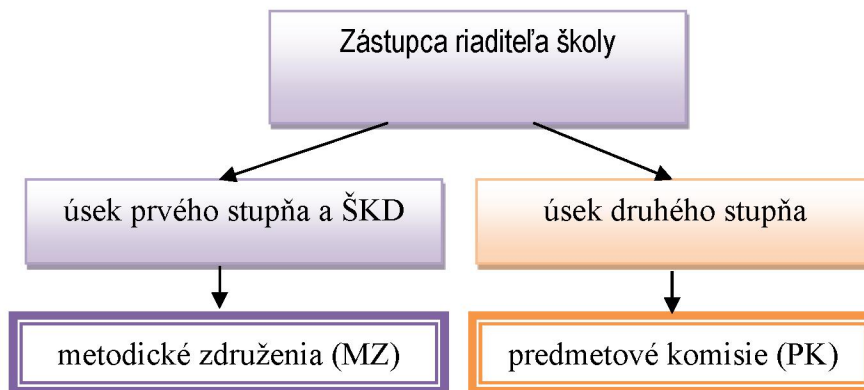 Zástupca riaditeľa školy
úsek prvého stupňa a ŠKD
úsek druhého stupňa
metodické združenia (MZ)
predmetové komisie (PK)